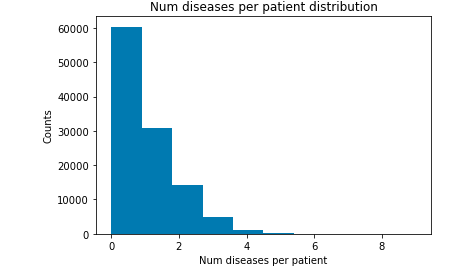 Num diseases per patient distribution
60000
50000
40000
30000
20000
10000
0
Counts
0 2 4 6 8
Num diseases per patient